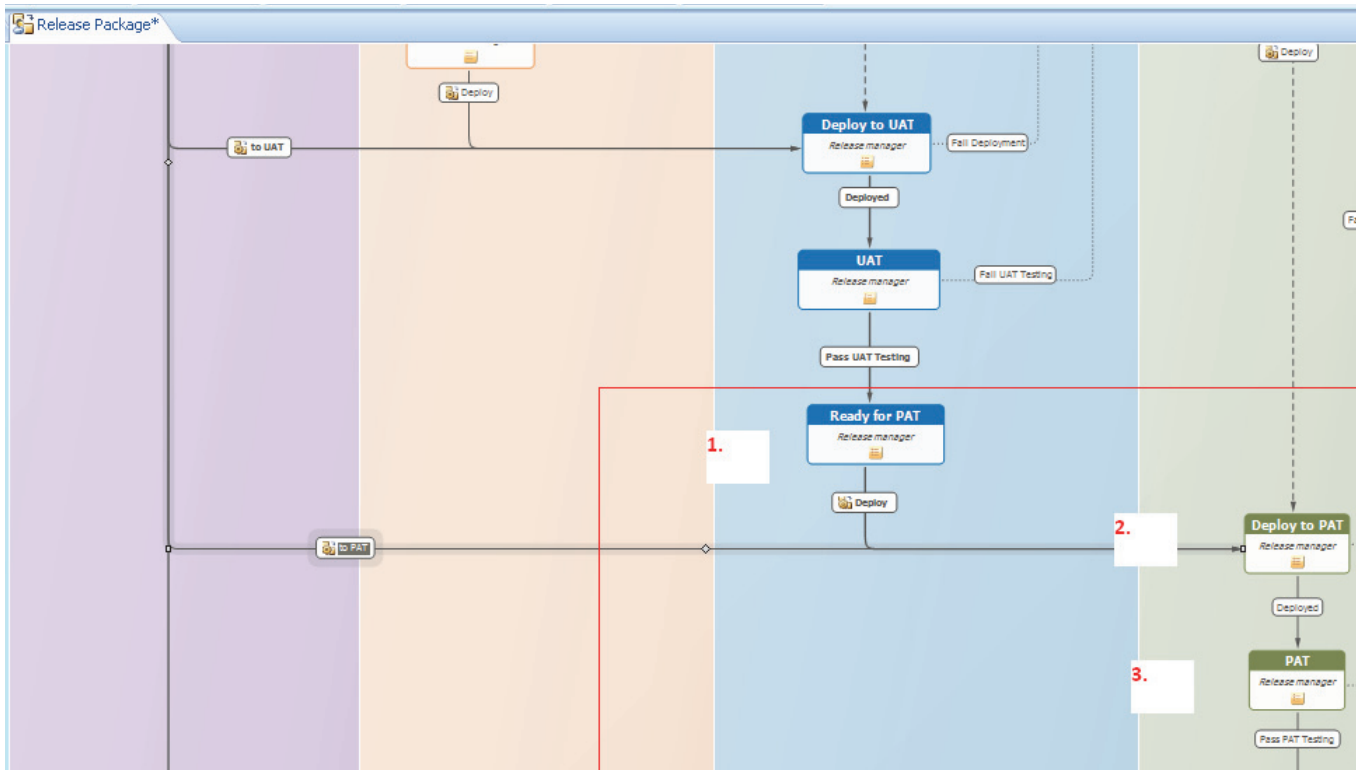 Release Package*
Deploy
Deploy
to UAT
Deploy to UAT
Release manager
Fail Deployment
Deployed
UAT
Release manager
Fail UAT Testing
Pass UAT Testing
Ready for PAT
Release manager
1.
Deploy
to PAT
2.
Deploy to PAT
Release manager
Deployed
3.
PAT
Release manager
Pass PAT Testing